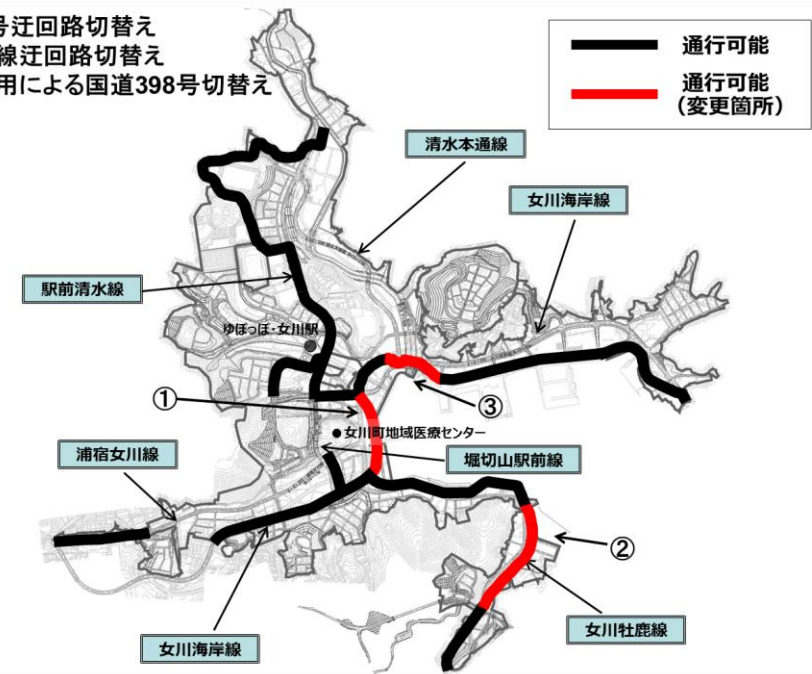 号迂回路切替え
線迂回路切替え
用による国道398号切替え
通行可能
通行可能
(変更箇所)
清水本通線
女川海岸線
駅前清水線
ゆぽっぽ・女川駅
①
③
女川町地域医療センター
浦宿女川線
堀切山駅前線
②
女川海岸線
女川牡鹿線